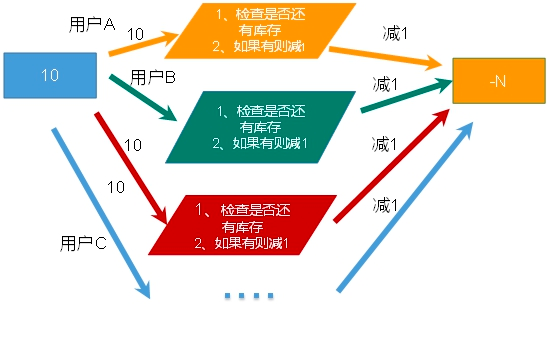 用户A
10
1、检查是否还
有库存
2、如果有则减1
减1
10
用户B
减1
-N
1、检查是否还
有库存
2、如果有则减1
10
减1
10
1、检查是否还
有库存
2、如果有则减1
减1
用户C
....